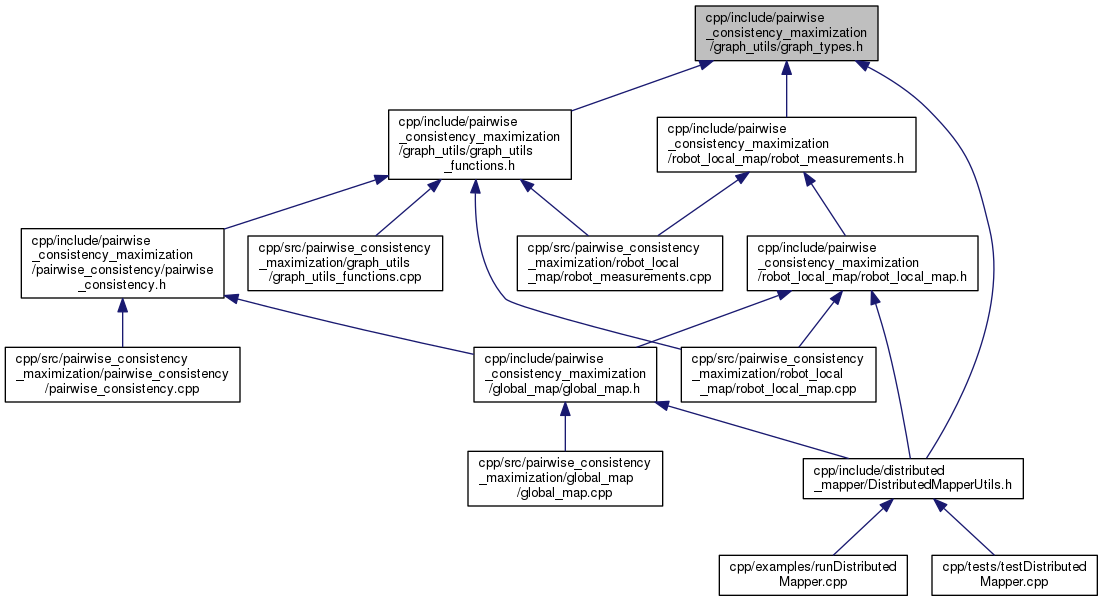 cpp/include/pairwise
_consistency_maximization
/graph_utils/graph_types.h
cpp/include/pairwise
_consistency_maximization
/graph_utils/graph_utils
_functions.h
cpp/include/pairwise
_consistency_maximization
/robot_local_map/robot_measurements.h
cpp/include/pairwise
_consistency_maximization
/pairwise_consistency/pairwise
_consistency.h
cpp/src/pairwise_consistency
_maximization/graph_utils
/graph_utils_functions.cpp
cpp/src/pairwise_consistency
_maximization/robot_local
_map/robot_measurements.cpp
cpp/include/pairwise
_consistency_maximization
/robot_local_map/robot_local_map.h
cpp/src/pairwise_consistency
_maximization/pairwise_consistency
/pairwise_consistency.cpp
cpp/include/pairwise
_consistency_maximization
/global_map/global_map.h
cpp/src/pairwise_consistency
_maximization/robot_local
_map/robot_local_map.cpp
cpp/src/pairwise_consistency
_maximization/global_map
/global_map.cpp
cpp/include/distributed
_mapper/DistributedMapperUtils.h
cpp/examples/runDistributed
Mapper.cpp
cpp/tests/testDistributed
Mapper.cpp